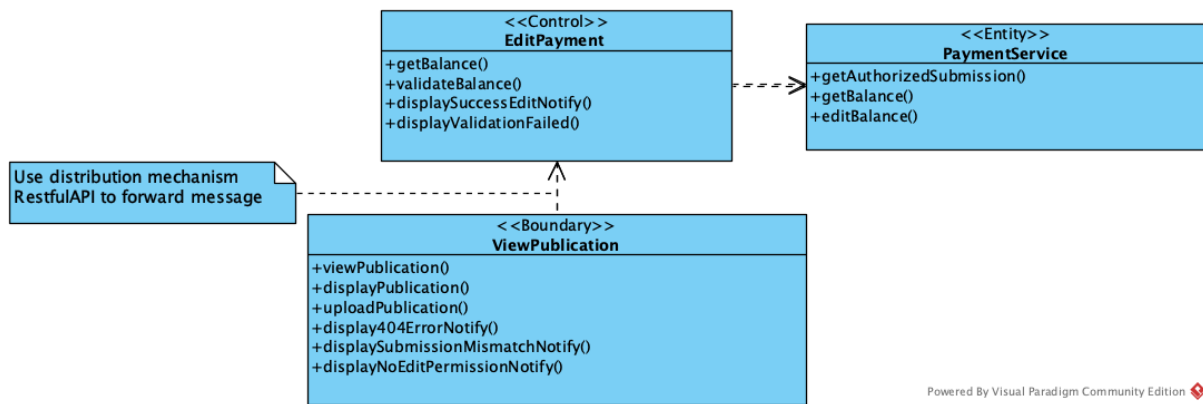 <<Control>>
EditPayment
+getBalance()
+validateBalance()
+displaySuccessEditNotify()
+displayValidationFailed()
<<Entity>>
PaymentService
+getAuthorizedSubmission()
+getBalance()
+editBalance()
Use distribution mechanism
RestfulAPI to forward message
<<Boundary>>
ViewPublication
+viewPublication()
+displayPublication()
+uploadPublication()
+display404ErrorNotify()
+displaySubmissionMismatchNotify()
+displayNoEditPermissionNotify()
Powered By Visual Paradigm Community Edition